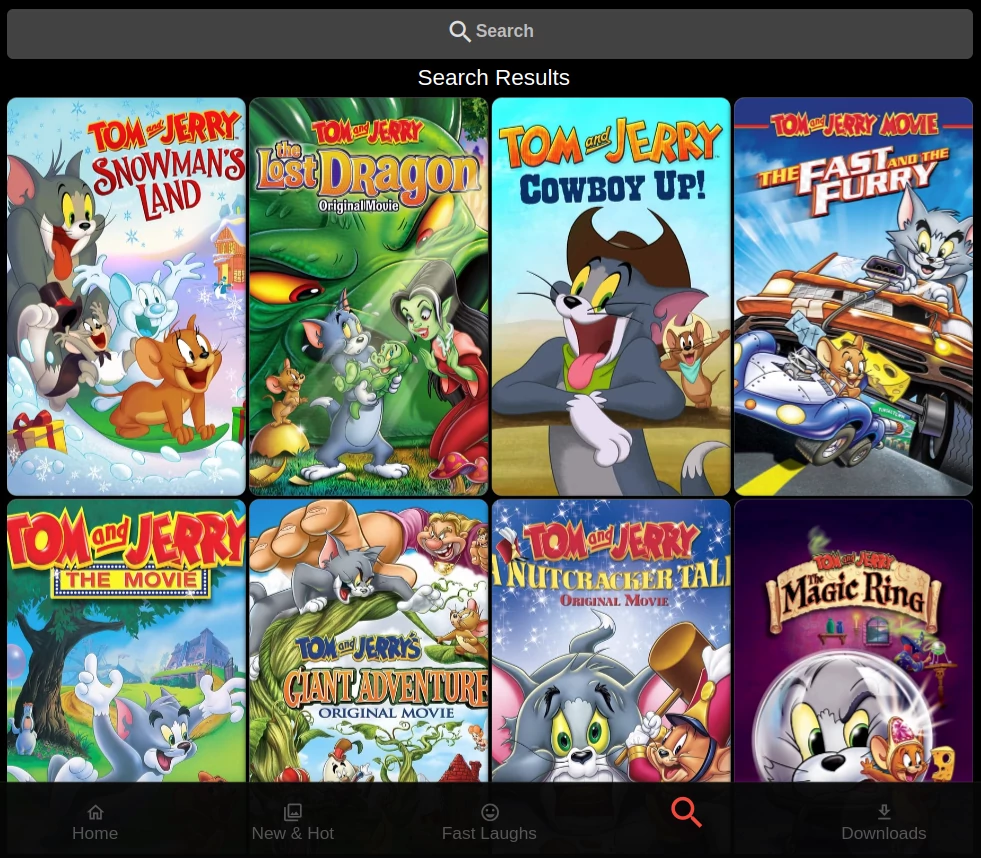 Search
Search Results
TOM and JERRY
SNOWMAN'S
LAND
TOM and JERRY
the
Lost Dragon
Original Movie
TOM and JERRY
COWBOY UP!
TOM and JERRY MOVIE
THE FAST AND THE
FURRY
TOM and JERRY
THE MOVIE
TOM and JERRY'S
GIANT ADVENTURE
ORIGINAL MOVIE
TOM and JERRY
A NUTCRACKER TALE
ORIGINAL MOVIE
TOM and JERRY
The
Magic Ring
Home
New & Hot
Fast Laughs
Downloads